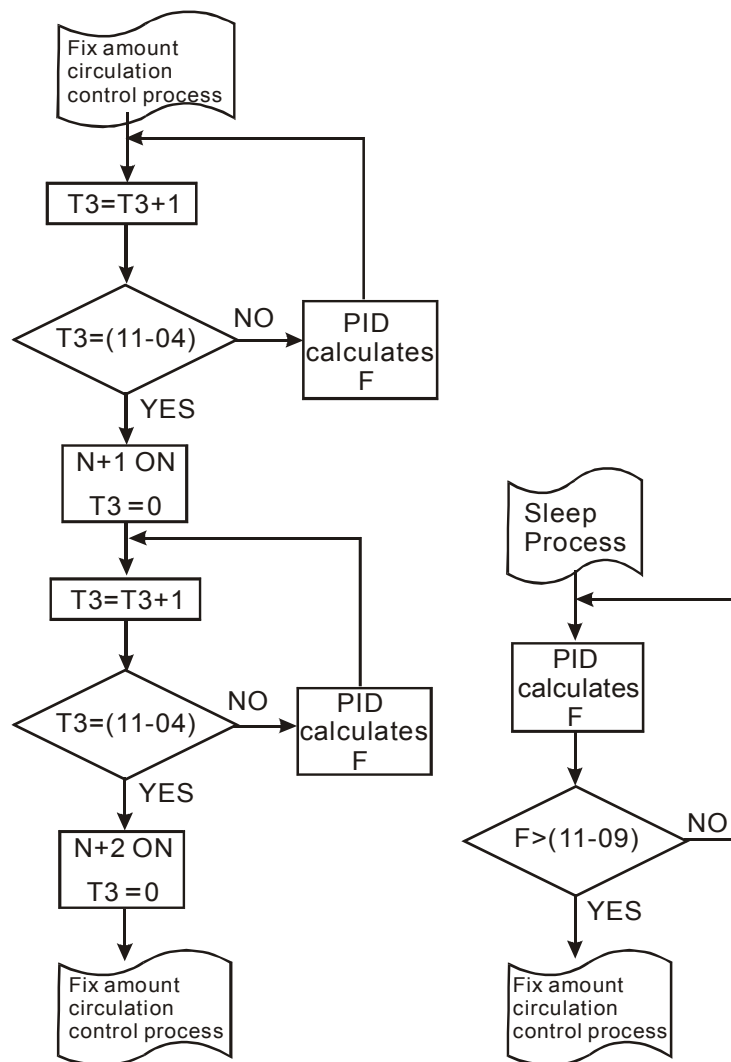 Fix amount
circulation
control process
T3=T3+1
T3=(11-04)
NO
PID
calculates
F
YES
N+1 ON
T3=0
T3=T3+1
T3=(11-04)
NO
PID
calculates
F
YES
N+2 ON
T3=0
Fix amount
circulation
control process
Sleep
Process
PID
calculates
F
F>(11-09)
NO
YES
Fix amount
circulation
control process